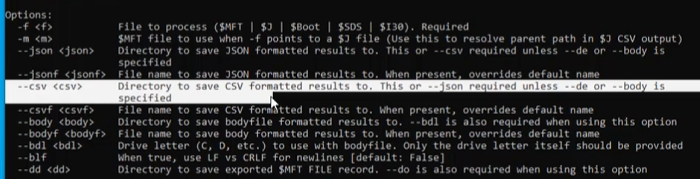 Options:
-f <f> File to process ($MFT | $J | $Boot | $SDS | $I30). Required
-m <m> $MFT file to use when -f points to a $J file (Use this to resolve parent path in $J CSV output)
--json <json> Directory to save JSON formatted results to. This or --csv required unless --de or --body is
specified
--jsonf <jsonf> File name to save JSON formatted results to. When present, overrides default name
--csv <csv> Directory to save CSV formatted results to. This or --json required unless --de or --body is
specified
--csvf <csvf> File name to save CSV formatted results to. When present, overrides default name
--body <body> Directory to save bodyfile formatted results to. --bdl is also required when using this option
--bodyf <bodyf> File name to save body formatted results to. When present, overrides default name
--bdl <bdl> Drive letter (C, D, etc.) to use with bodyfile. Only the drive letter itself should be provided
--blf When true, use LF vs CRLF for newlines [default: False]
--dd <dd> Directory to save exported $MFT FILE record. --do is also required when using this option